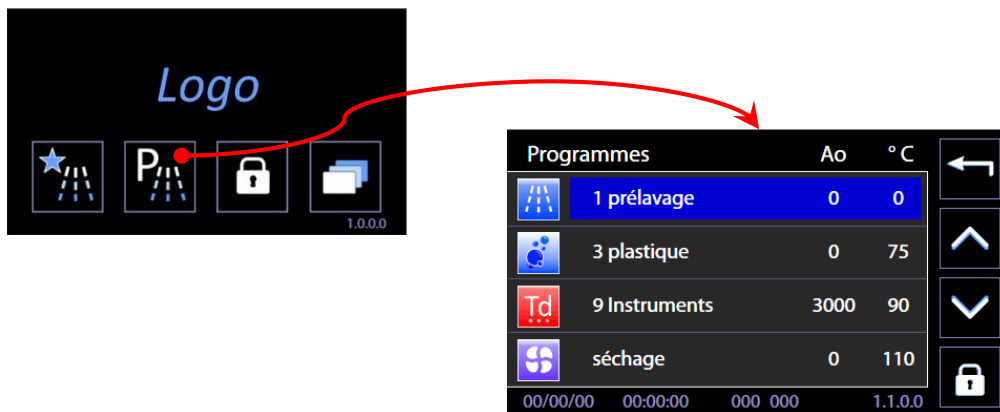 Logo
P
1.0.0.0
Programmes Ao ° C
1 prélavage 0 0
3 plastique 0 75
Td 9 Instruments 3000 90
séchage 0 110
00/00/00 00:00:00 000 000 1.1.0.0